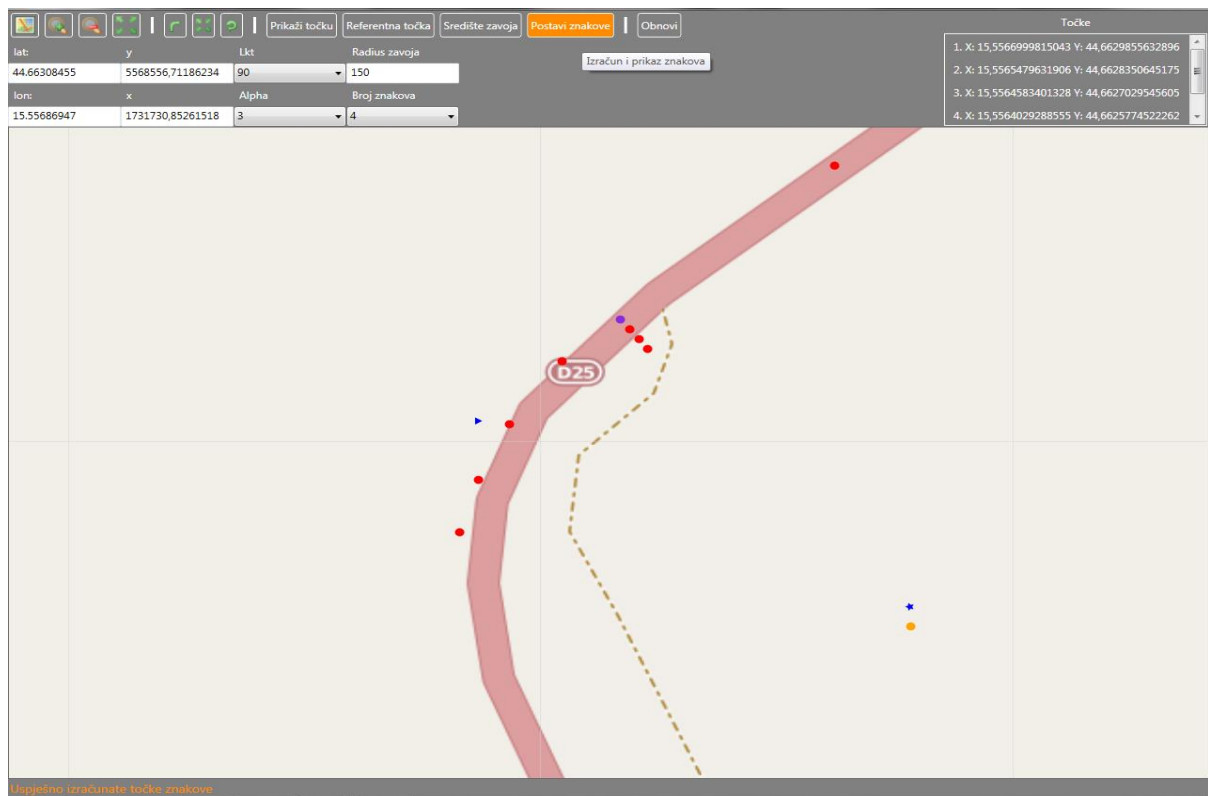 Prikaži točku Referentna točka Središte zavoja Postavi znakove Obnovi
Točke
lat: y Lkt Radius zavoja
44.66308455 5568556,71186234 90 150
Izračun i prikaz znakova
lon: x Alpha Broj znakova
15.55686947 1731730,85261518 3 4
1. X: 15,5566999815043 Y: 44,6629855632896
2. X: 15,5565479631906 Y: 44,6628350645175
3. X: 15,5564583401328 Y: 44,6627029545605
4. X: 15,5564029288555 Y: 44,6625774522262
D25
Uspješno izračunate točke znakove